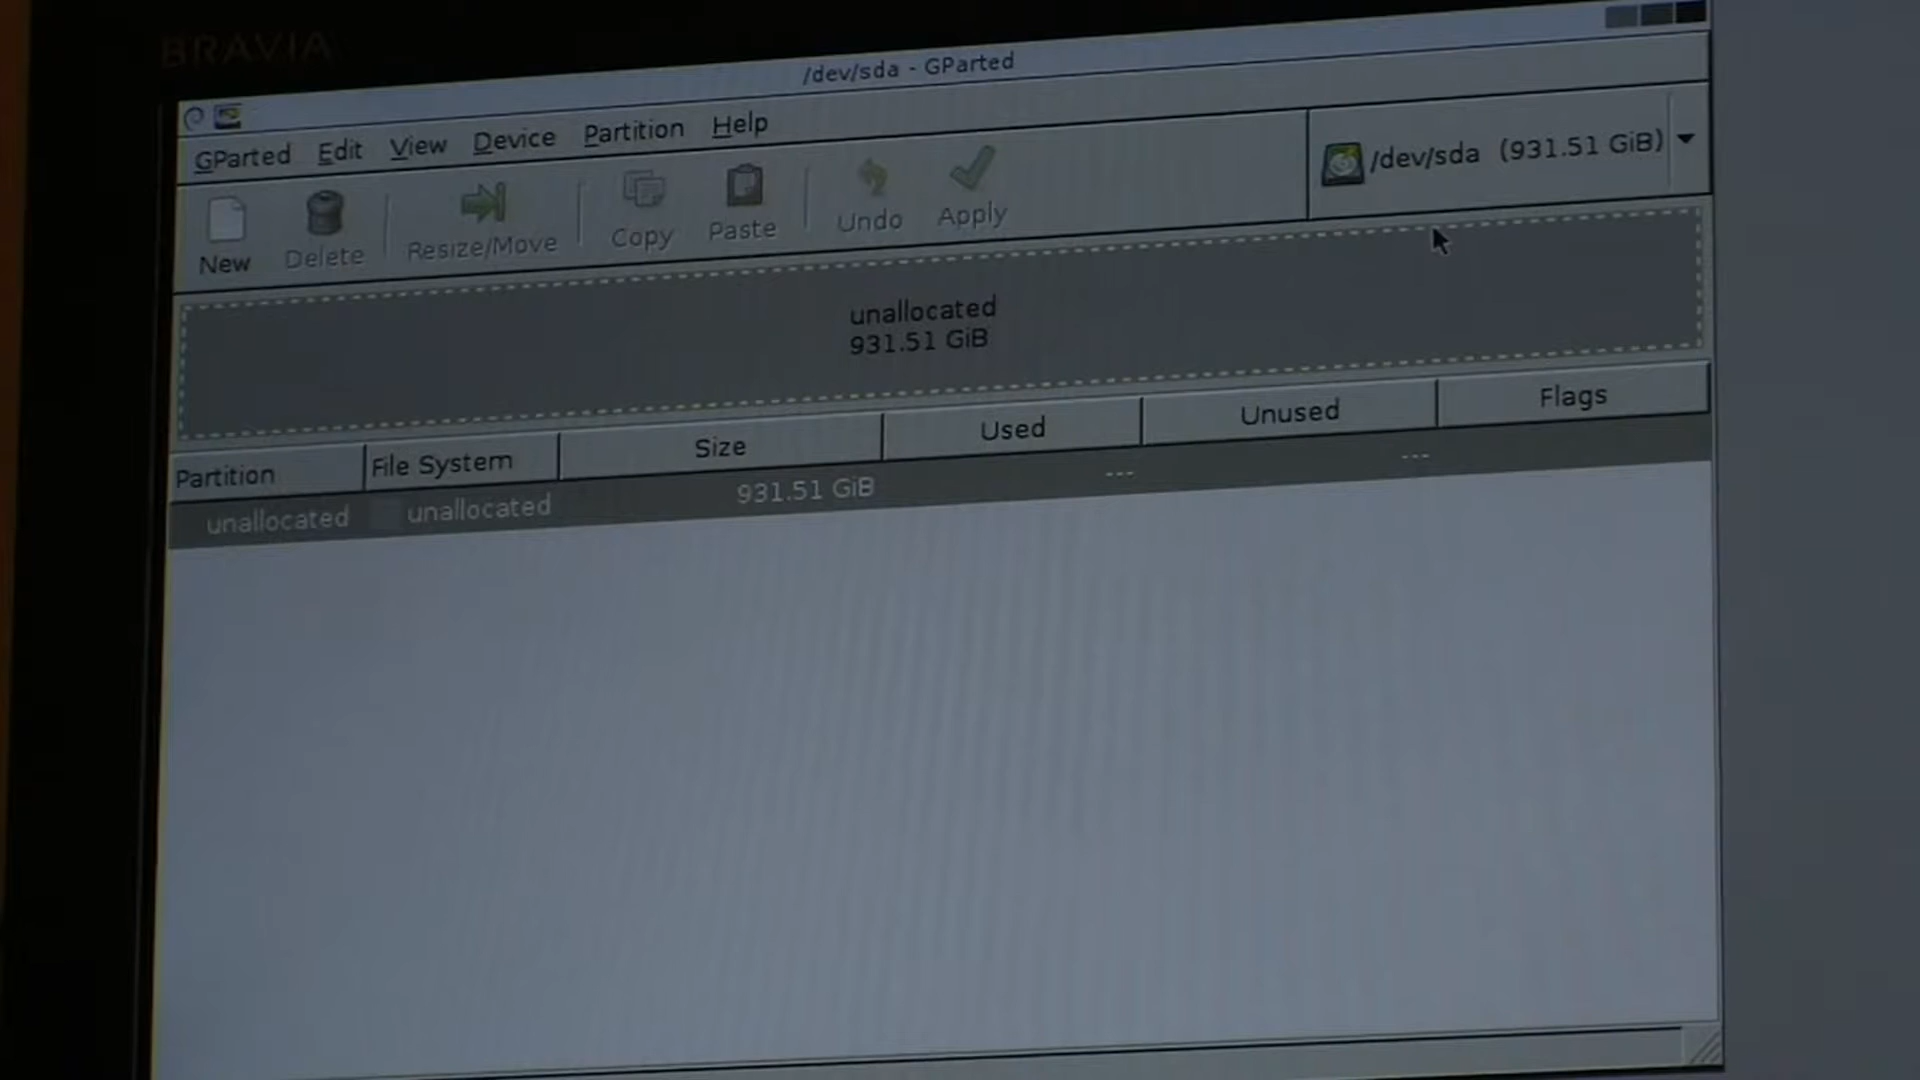 BRAVIA
/dev/sda - GParted
GParted Edit View Device Partition Help
New Delete Resize/Move Copy Paste Undo Apply /dev/sda (931.51 GiB)
unallocated
931.51 GiB
Partition File System Size Used Unused Flags
unallocated unallocated 931.51 GiB --- ---